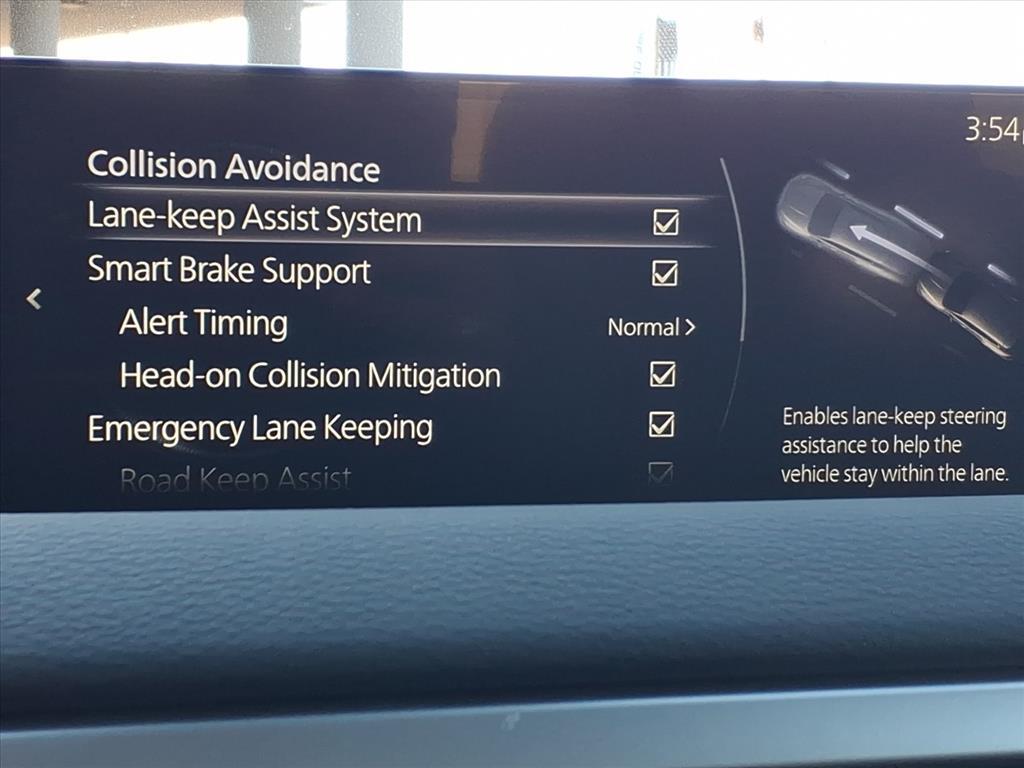 3:54
Collision Avoidance
Lane-keep Assist System
Smart Brake Support
Alert Timing
Normal >
Head-on Collision Mitigation
Emergency Lane Keeping
Road Keep Assist
Enables lane-keep steering
assistance to help the
vehicle stay within the lane.